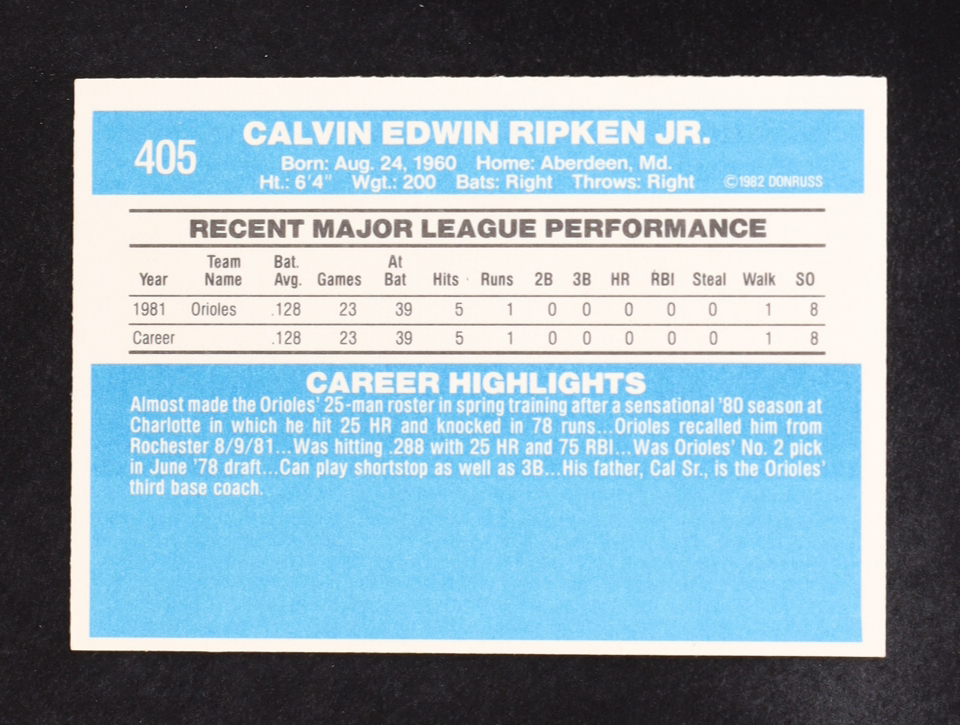 405
CALVIN EDWIN RIPKEN JR.
Born: Aug. 24, 1960 Home: Aberdeen, Md.
Ht.: 6'4" Wgt.: 200 Bats: Right Throws: Right ©1982 DONRUSS
RECENT MAJOR LEAGUE PERFORMANCE
Year Team Name Bat. Avg. Games At Bat Hits Runs 2B 3B HR RBI Steal Walk SO
1981 Orioles .128 23 39 5 1 0 0 0 0 0 1 8
Career .128 23 39 5 1 0 0 0 0 0 1 8
CAREER HIGHLIGHTS
Almost made the Orioles' 25-man roster in spring training after a sensational '80 season at
Charlotte in which he hit 25 HR and knocked in 78 runs...Orioles recalled him from
Rochester 8/9/81...Was hitting .288 with 25 HR and 75 RBI...Was Orioles' No. 2 pick
in June '78 draft...Can play shortstop as well as 3B...His father, Cal Sr., is the Orioles'
third base coach.